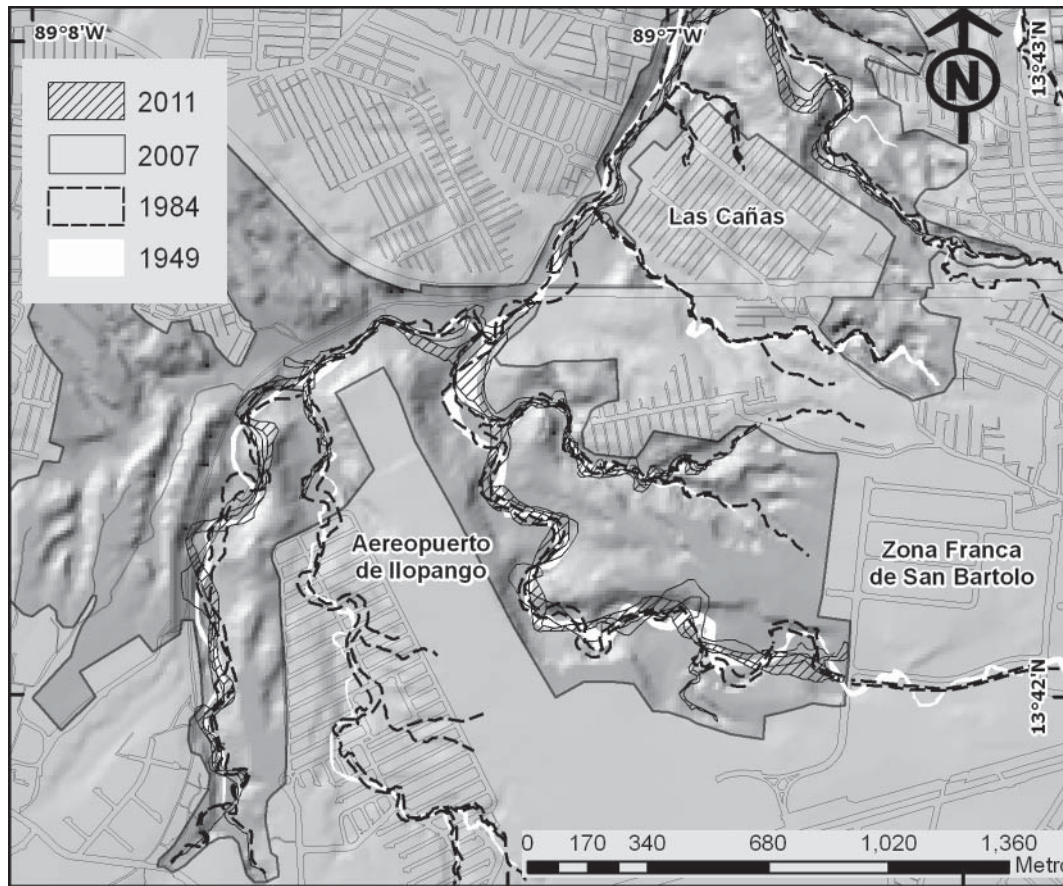 89°8'W
89°7'W
13°43'N
N
2011
2007
1984
1949
Las Cañas
Aereopuerto
de Ilopango
Zona Franca
de San Bartolo
13°42'N
0 170 340 680 1,020 1,360
Metro